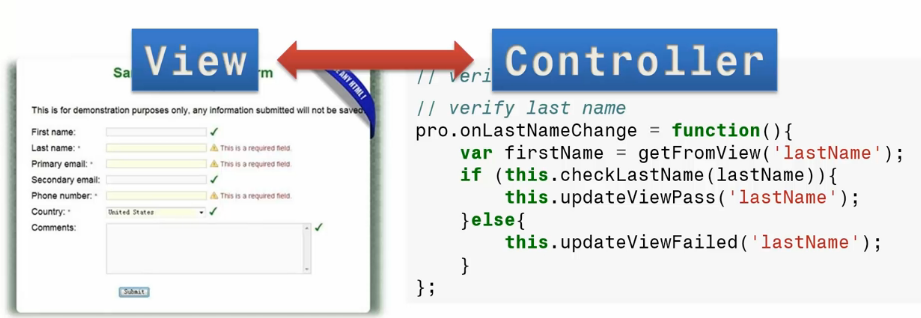 View
Controller
Sa
rm
ANY HTML!
This is for demonstration purposes only, any information submitted will not be saved
First name:
Last name: * This is a required field.
Primary email: * This is a required field.
Secondary email:
Phone number: * This is a required field.
Country: * United States
Comments:
Submit
// veri
// verify last name
pro.onLastNameChange = function(){
var firstName = getFromView('lastName');
if (this.checkLastName(lastName)){
this.updateViewPass('lastName');
}else{
this.updateViewFailed('lastName');
}
};